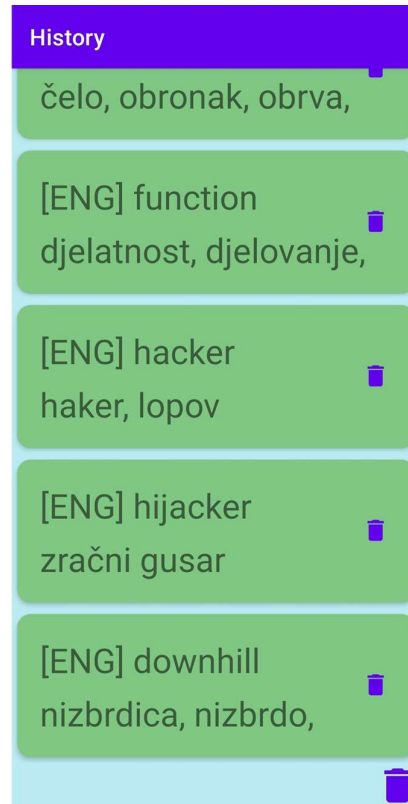 History
čelo, obronak, obrva,
[ENG] function
djelatnost, djelovanje,
[ENG] hacker
haker, lopov
[ENG] hijacker
zračni gusar
[ENG] downhill
nizbrdica, nizbrdo,